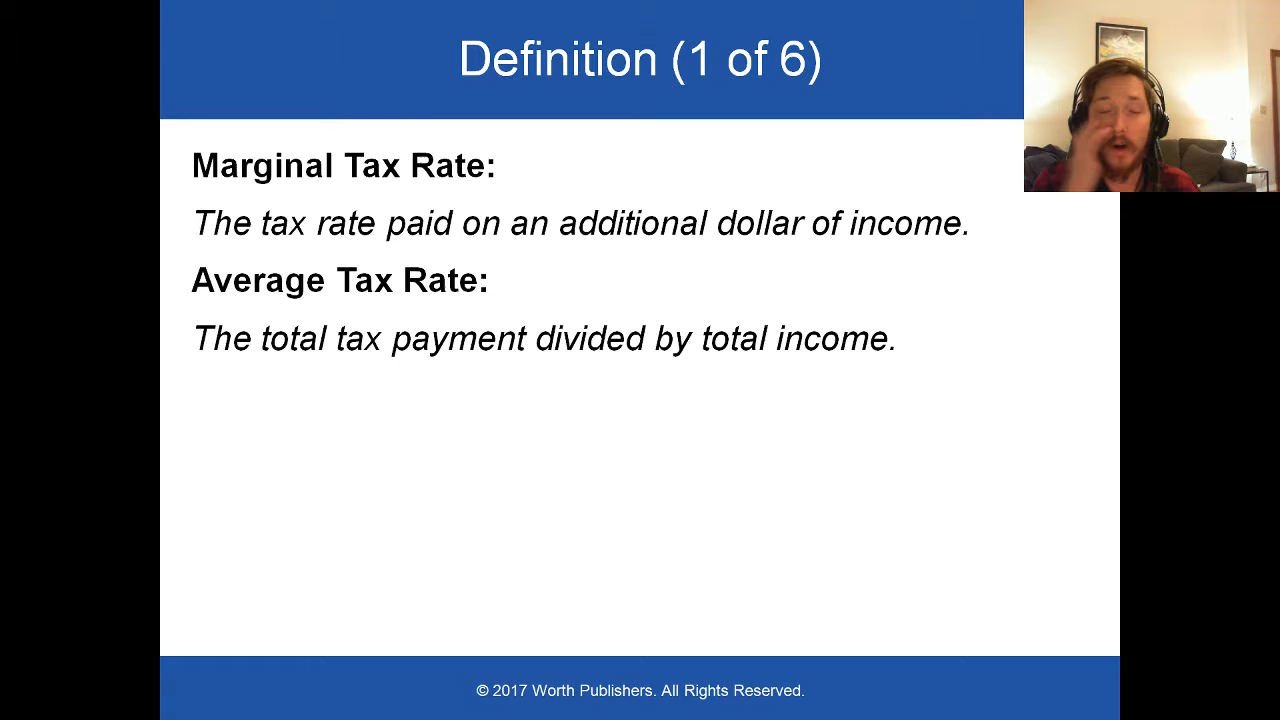 Definition (1 of 6)
Marginal Tax Rate:
The tax rate paid on an additional dollar of income.
Average Tax Rate:
The total tax payment divided by total income.
© 2017 Worth Publishers. All Rights Reserved.